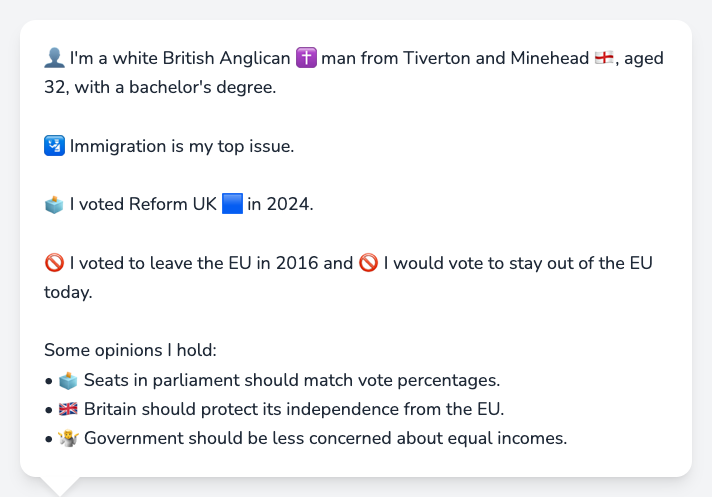 👤 I'm a white British Anglican ✝️ man from Tiverton and Minehead 🏴󠁧󠁢󠁥󠁮󠁧󠁿, aged
32, with a bachelor's degree.
🛂 Immigration is my top issue.
🗳️ I voted Reform UK 🟦 in 2024.
🚫 I voted to leave the EU in 2016 and 🚫 I would vote to stay out of the EU
today.
Some opinions I hold:
• 🗳️ Seats in parliament should match vote percentages.
• 🇬🇧 Britain should protect its independence from the EU.
• 🤷 Government should be less concerned about equal incomes.